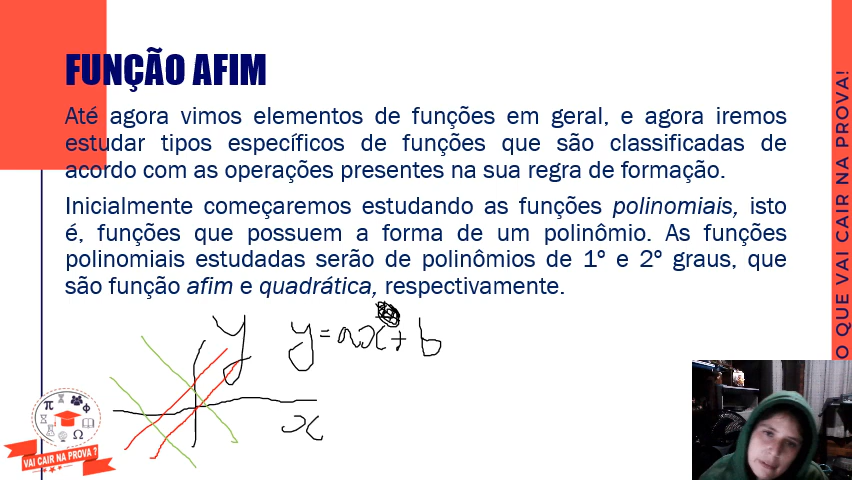 FUNÇÃO AFIM
Até agora vimos elementos de funções em geral, e agora iremos
estudar tipos específicos de funções que são classificadas de
acordo com as operações presentes na sua regra de formação.
Inicialmente começaremos estudando as funções polinomiais, isto
é, funções que possuem a forma de um polinômio. As funções
polinomiais estudadas serão de polinômios de 1º e 2º graus, que
são função afim e quadrática, respectivamente.
y
y=ax+b
x
π
Φ
Ω
VAI CAIR NA PROVA ?
O QUE VAI CAIR NA PROVA!